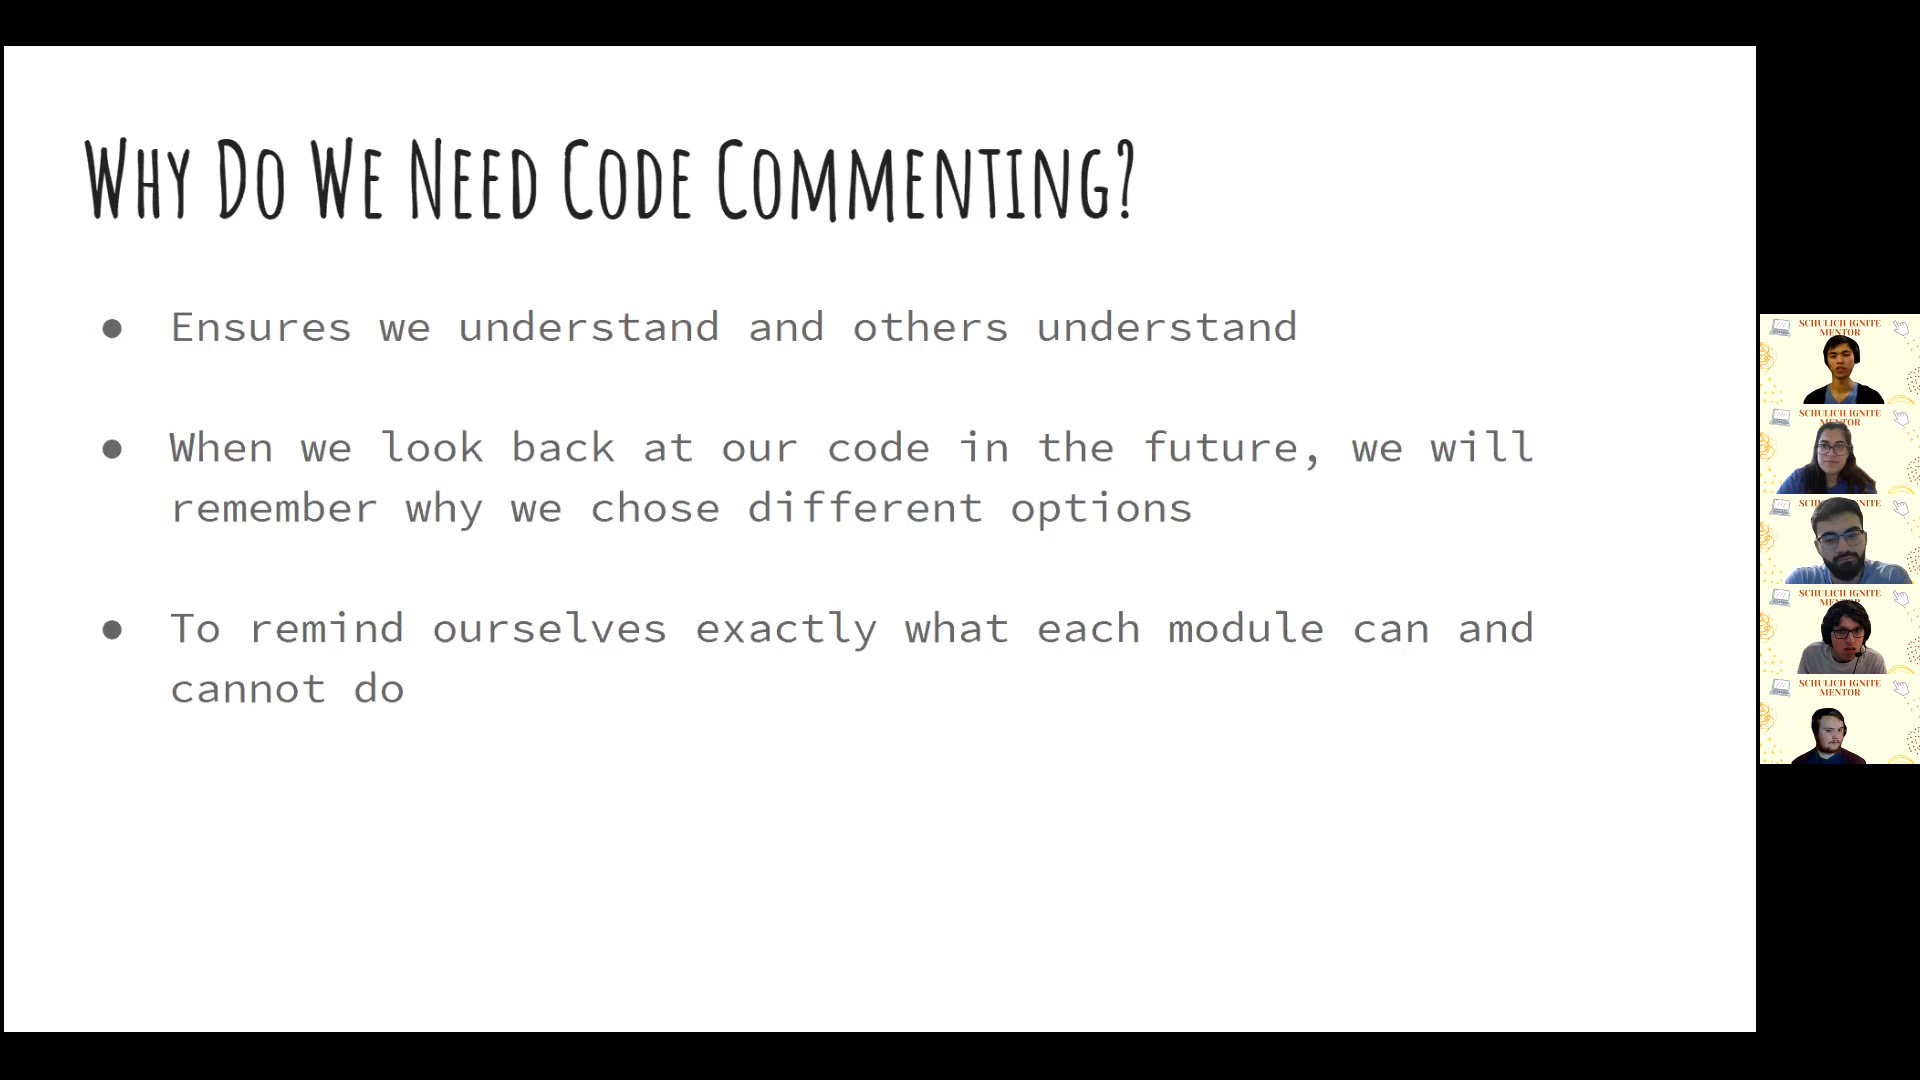 WHY DO WE NEED CODE COMMENTING?
● Ensures we understand and others understand
● When we look back at our code in the future, we will
remember why we chose different options
● To remind ourselves exactly what each module can and
cannot do
SCHULICH IGNITE
MENTOR
SCHULICH IGNITE
MENTOR
SCHULICH IGNITE
SCHULICH IGNITE
SCHULICH IGNITE
MENTOR